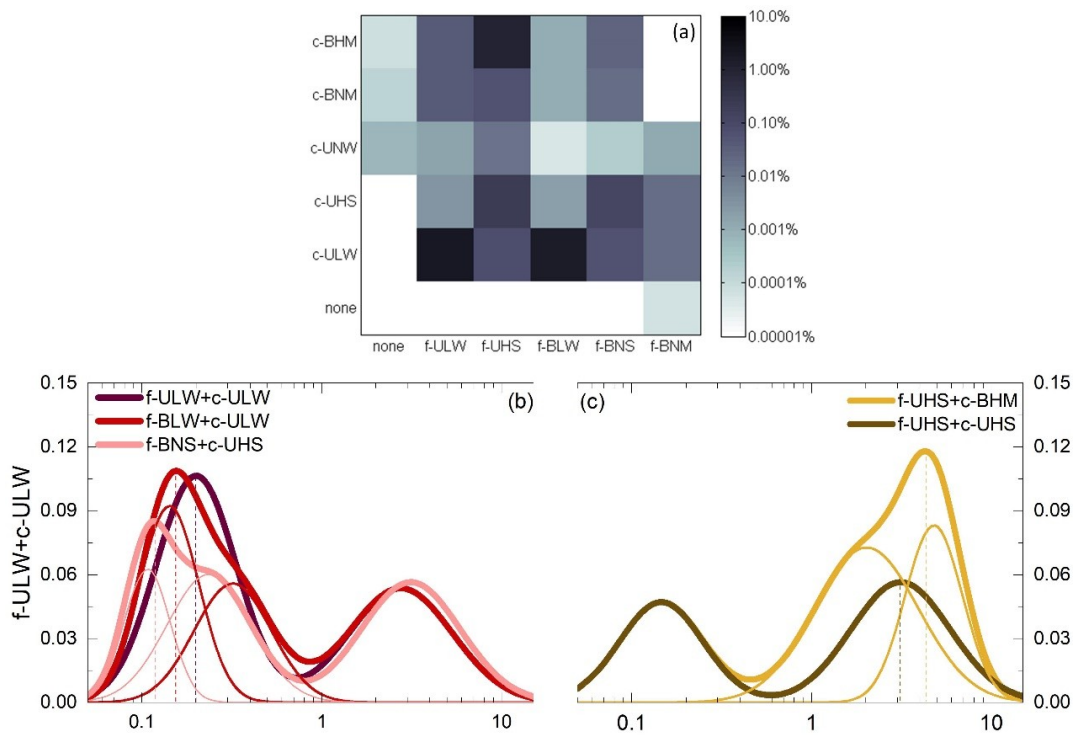 (a)
c-BHM
c-BNM
c-UNW
c-UHS
c-ULW
none
none f-ULW f-UHS f-BLW f-BNS f-BNM
10.0%
1.00%
0.10%
0.01%
0.001%
0.0001%
0.00001%
f-ULW+c-ULW
0.15
0.12
0.09
0.06
0.03
0.00
f-ULW+c-ULW
f-BLW+c-ULW
f-BNS+c-UHS
(b)
0.1 1 10
(c)
f-UHS+c-BHM
f-UHS+c-UHS
0.15
0.12
0.09
0.06
0.03
0.00
0.1 1 10